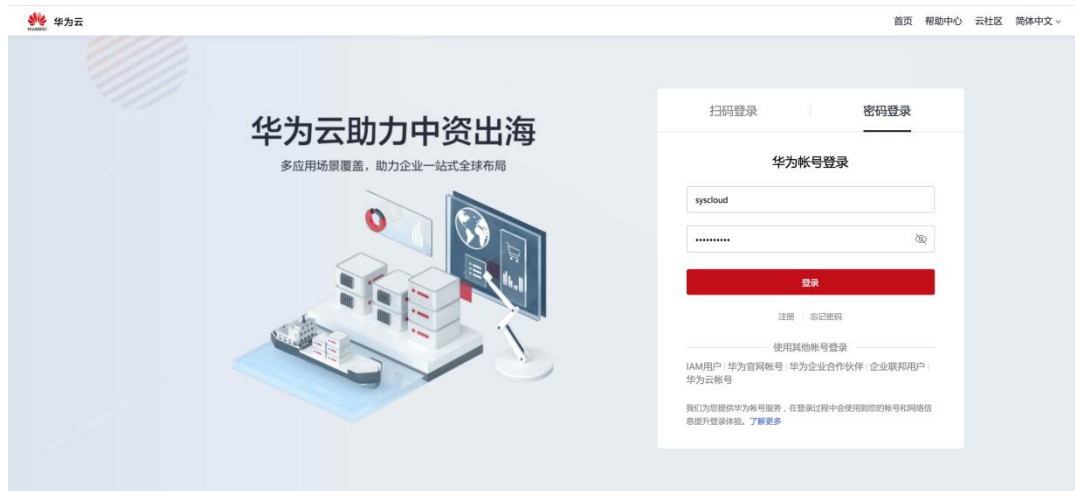 HUAWEI
华为云
首页 帮助中心 云社区 简体中文
华为云助力中资出海
多应用场景覆盖，助力企业一站式全球布局
扫码登录 密码登录
华为帐号登录
syscloud
••••••••••
登录
注册 | 忘记密码
使用其他帐号登录
IAM用户 | 华为官网帐号 | 华为企业合作伙伴 | 企业联邦用户 |
华为云帐号
我们为您提供华为帐号服务，在登录过程中会使用到您的帐号和网络信
息提升登录体验。了解更多